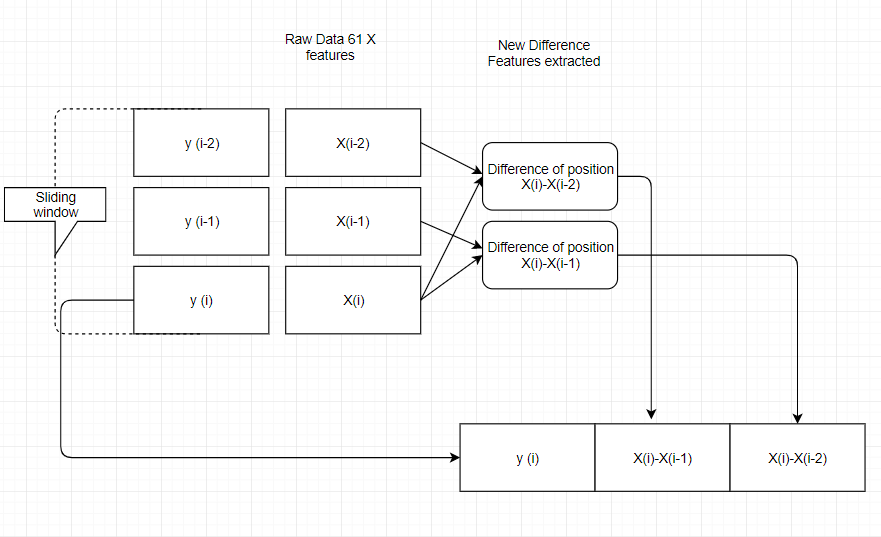 Raw Data 61 X
features
New Difference
Features extracted
y (i-2)
X(i-2)
Difference of position
X(i)-X(i-2)
Sliding
window
y (i-1)
X(i-1)
Difference of position
X(i)-X(i-1)
y (i)
X(i)
y (i)
X(i)-X(i-1)
X(i)-X(i-2)